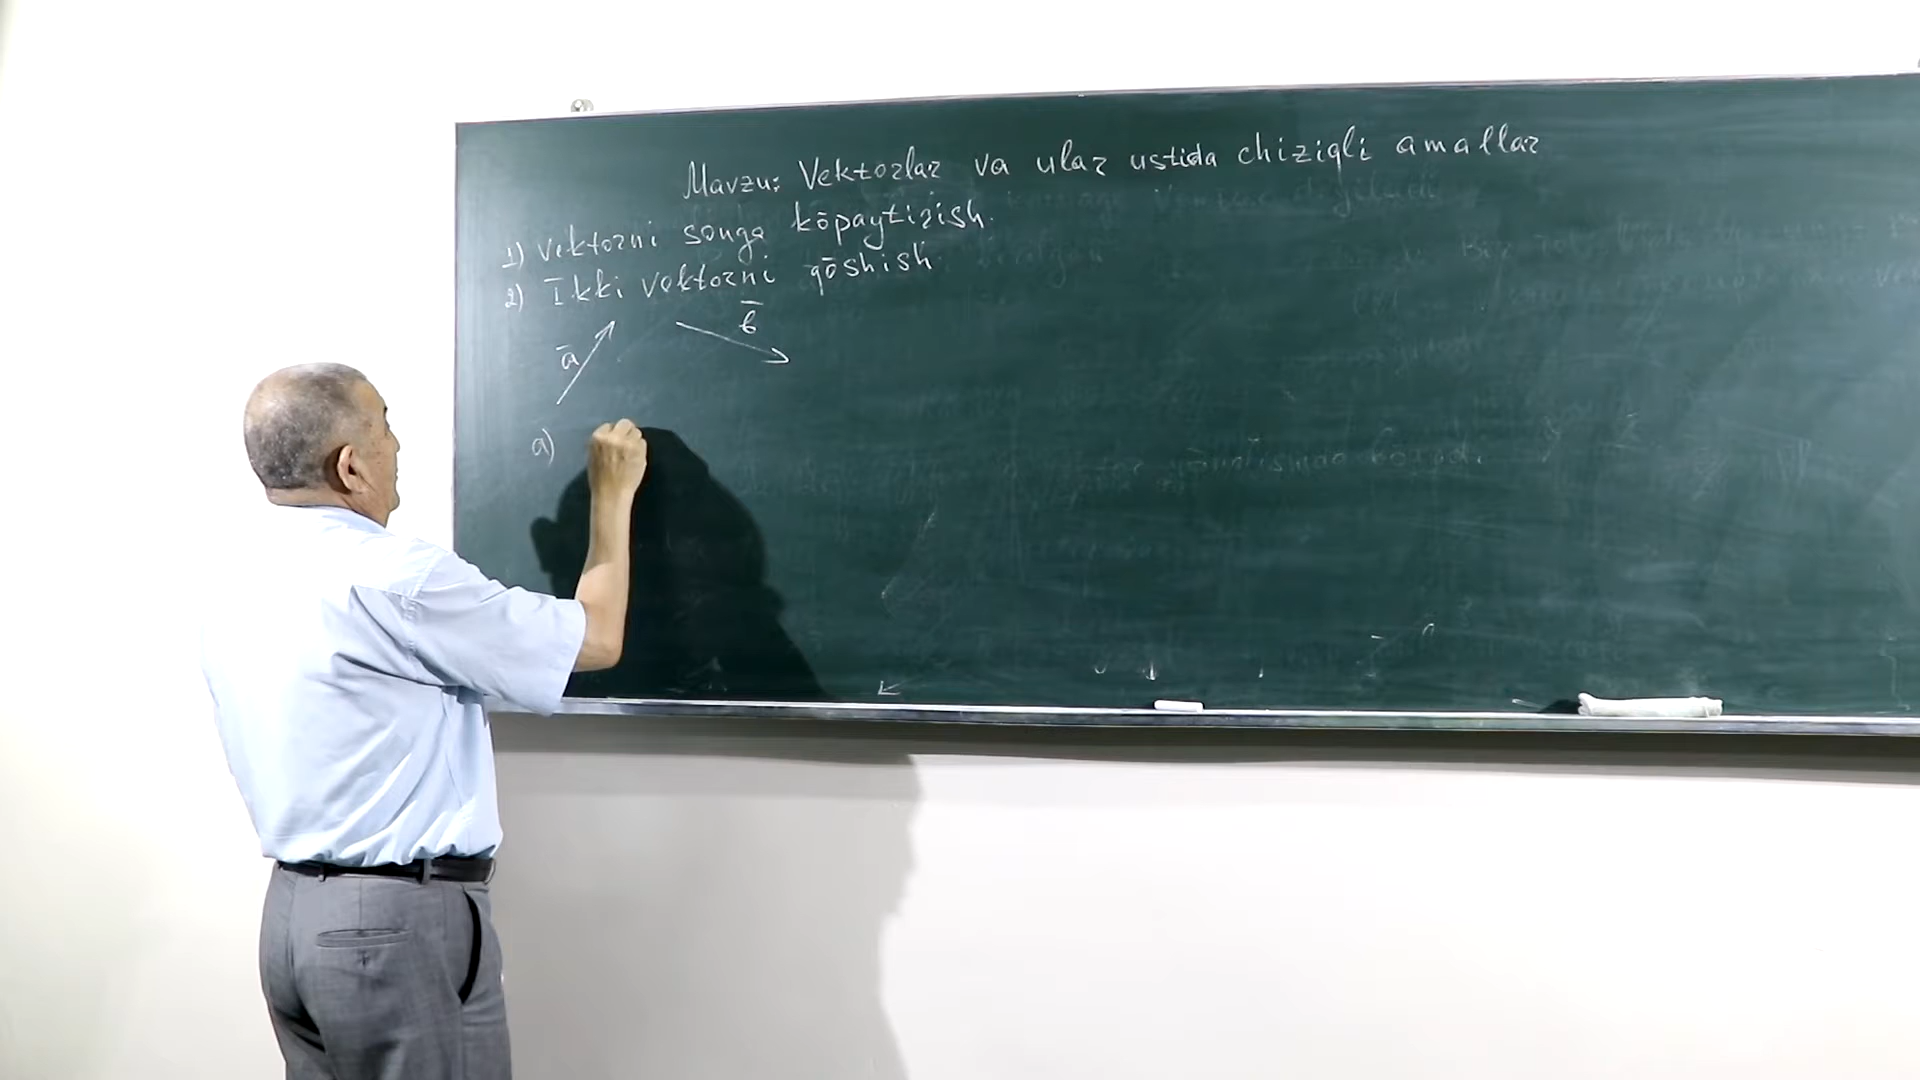 Mavzu: Vektorlar va ular ustida chiziqli amallar
1) Vektorni songa kōpaytirish.
2) Ikki vektorni qōshish
a̅ b̅
a)